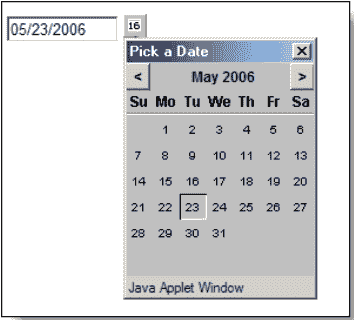 05/23/2006 16
Pick a Date X
< May 2006 >
Su Mo Tu We Th Fr Sa
1 2 3 4 5 6
7 8 9 10 11 12 13
14 15 16 17 18 19 20
21 22 23 24 25 26 27
28 29 30 31
Java Applet Window